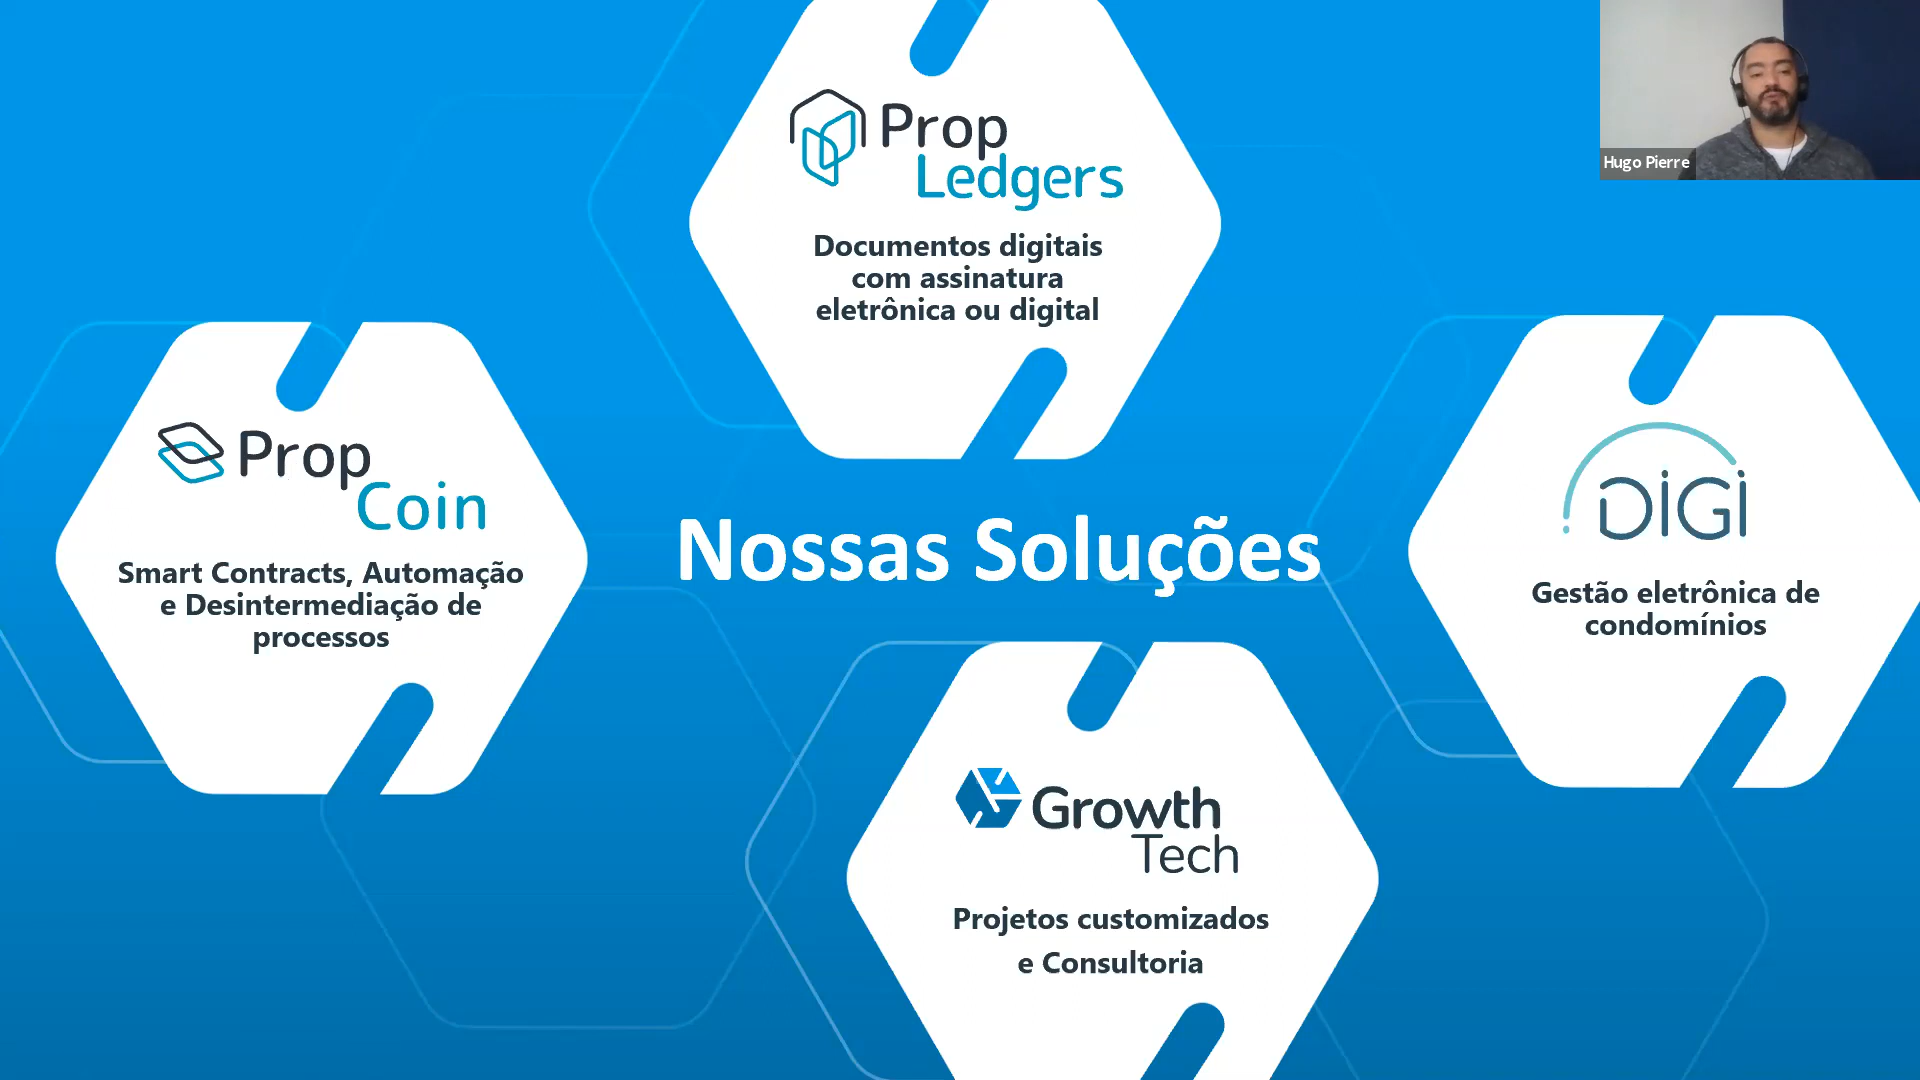 Prop
Ledgers
Documentos digitais
com assinatura
eletrônica ou digital
Hugo Pierre
Prop
Coin
Smart Contracts, Automação
e Desintermediação de
processos
Nossas Soluções
DiGi
Gestão eletrônica de
condomínios
Growth
Tech
Projetos customizados
e Consultoria